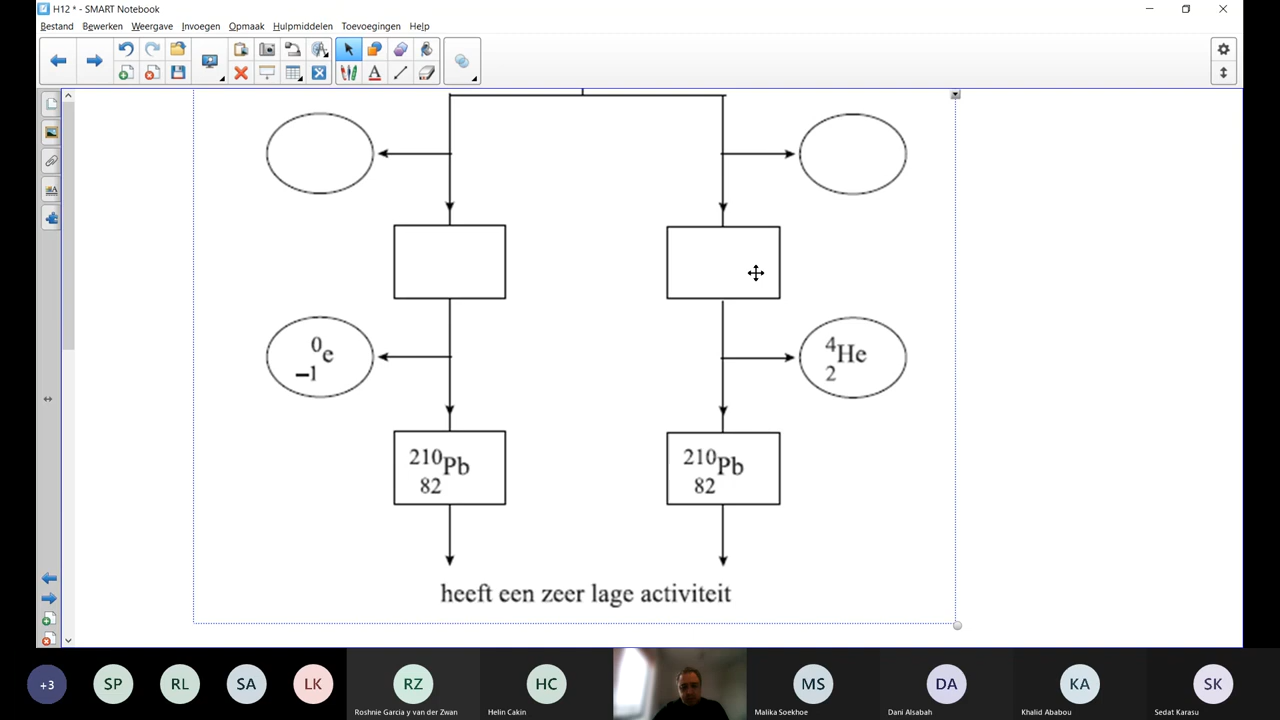 H12 * - SMART Notebook
Bestand Bewerken Weergave Invoegen Opmaak Hulpmiddelen Toevoegingen Help
0
e
–1
4
He
2
210
Pb
82
210
Pb
82
heeft een zeer lage activiteit
+3 SP RL SA LK RZ HC MS DA KA SK
Roshnie Garcia y van der Zwan Helin Cakin Malika Soekhoe Dani Alsabah Khalid Ababou Sedat Karasu